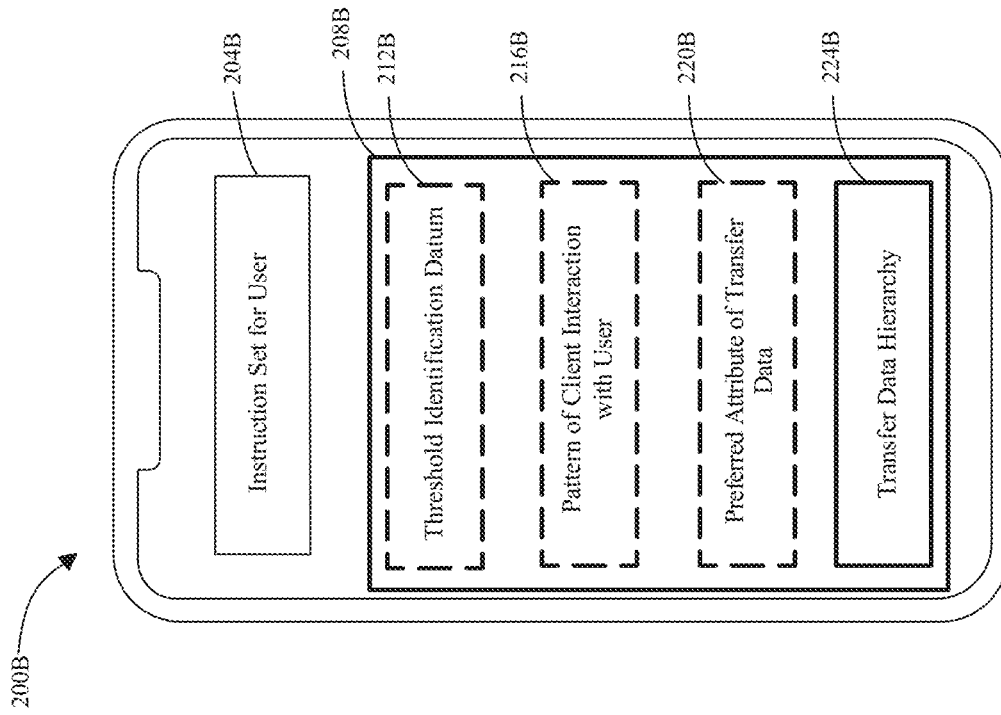 200B
Instruction Set for User
204B
208B
Threshold Identification Datum
212B
Pattern of Client Interaction
with User
216B
Preferred Attribute of Transfer
Data
220B
Transfer Data Hierarchy
224B